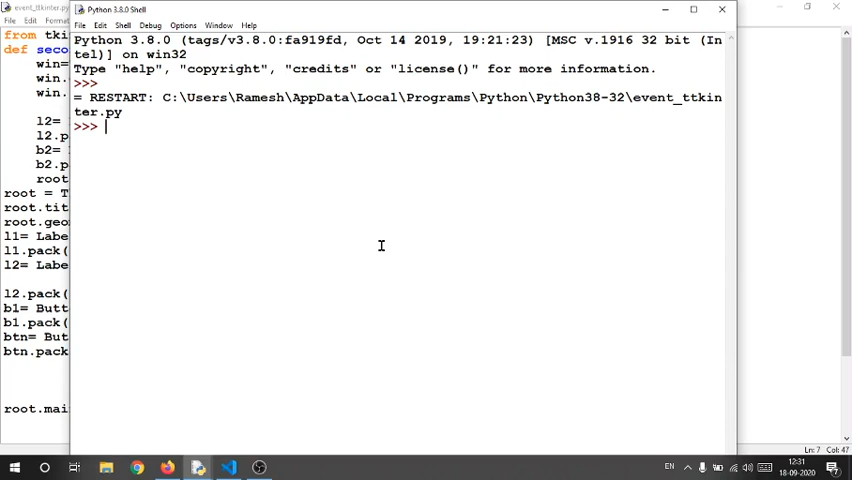 event_ttkinter.py
File Edit Format
from tki
def seco
win=
win.
win.
l2=
l2.p
b2=
b2.p
root
root = T
root.tit
root.geo
l1= Labe
l1.pack(
l2= Labe
l2.pack(
b1= Butt
b1.pack(
btn= But
btn.pack
root.mai
Python 3.8.0 Shell
File Edit Shell Debug Options Window Help
Python 3.8.0 (tags/v3.8.0:fa919fd, Oct 14 2019, 19:21:23) [MSC v.1916 32 bit (In
tel)] on win32
Type "help", "copyright", "credits" or "license()" for more information.
>>>
= RESTART: C:\Users\Ramesh\AppData\Local\Programs\Python\Python38-32\event_ttkin
ter.py
>>>
Ln: 7 Col: 47
EN
12:31
18-09-2020